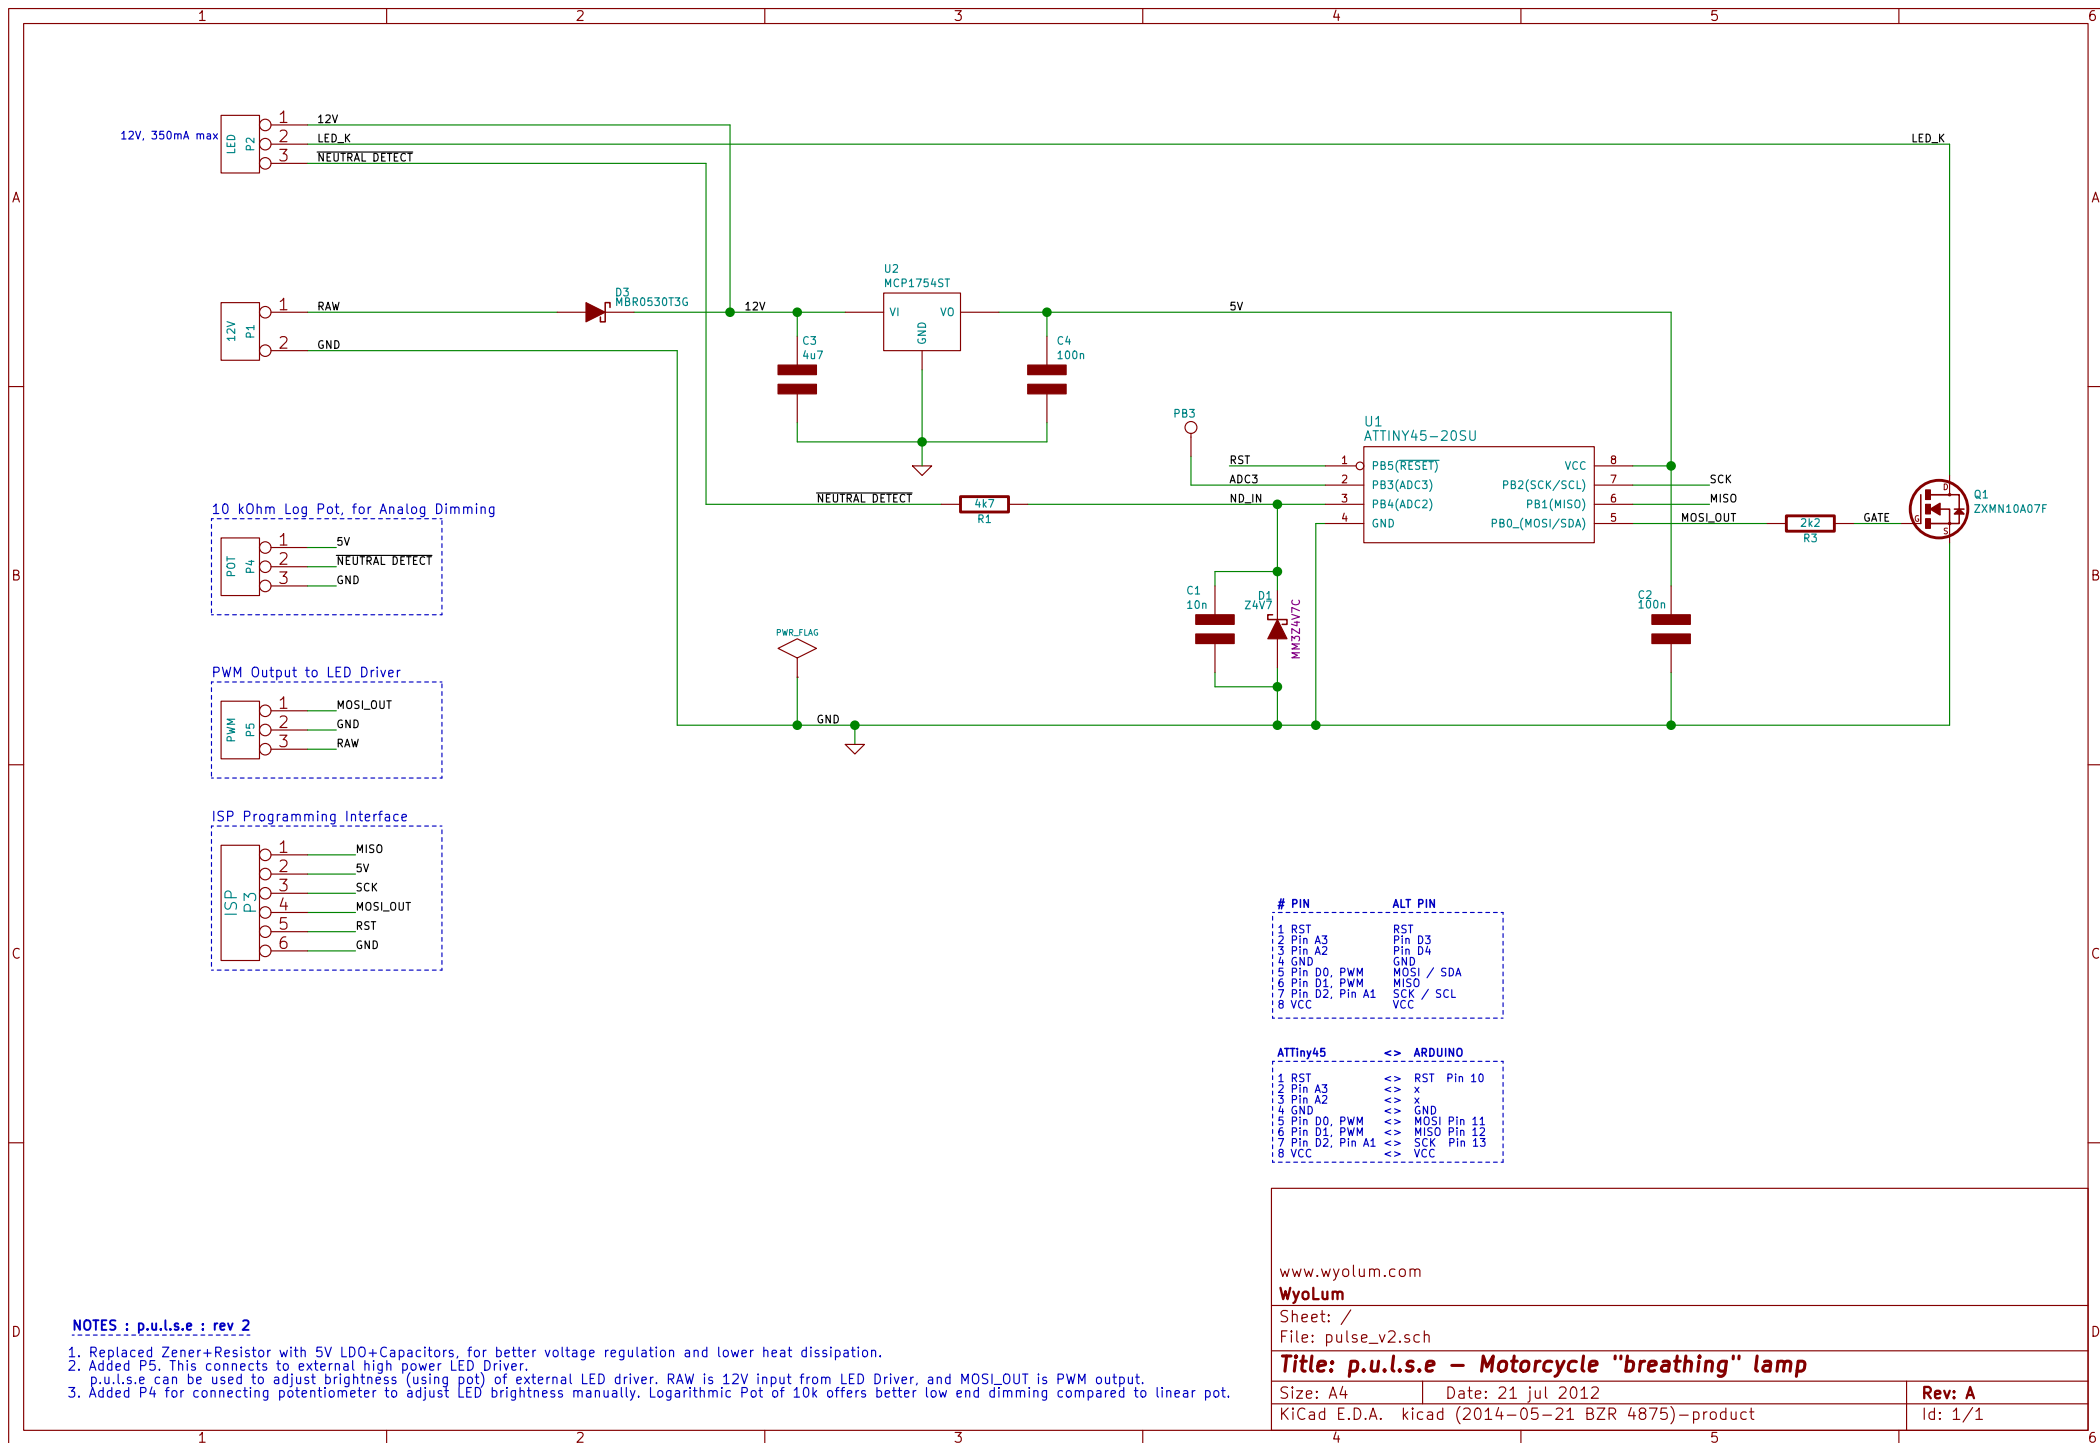 1 2 3 4 5 6
A
A
1 12V
12V, 350mA max
LED P2
2 LED_K
LED_K
3 NEUTRAL DETECT
U2
MCP1754ST
D3
MBR0530T3G
12V P1
1 RAW
12V
VI VO
GND
5V
2 GND
C3
4u7
C4
100n
PB3
U1
ATTINY45-20SU
RST 1 PB5(RESET) VCC 8
ADC3 2 PB3(ADC3) PB2(SCK/SCL) 7 SCK
NEUTRAL DETECT 4k7 R1 ND_IN 3 PB4(ADC2) PB1(MISO) 6 MISO
4 GND PB0_(MOSI/SDA) 5 MOSI_OUT 2k2 R3 GATE
D
G
S
Q1
ZXMN10A07F
10 kOhm Log Pot, for Analog Dimming
POT P4
1 5V
2 NEUTRAL DETECT
3 GND
B
B
C1
10n
D1
Z4V7
MM3Z4V7C
C2
100n
PWR_FLAG
GND
PWM Output to LED Driver
PWM P5
1 MOSI_OUT
2 GND
3 RAW
ISP Programming Interface
ISP P3
1 MISO
2 5V
3 SCK
4 MOSI_OUT
5 RST
6 GND
C
C
# PIN ALT PIN
1 RST RST
2 Pin A3 Pin D3
3 Pin A2 Pin D4
4 GND GND
5 Pin D0, PWM MOSI / SDA
6 Pin D1, PWM MISO
7 Pin D2, Pin A1 SCK / SCL
8 VCC VCC
ATTiny45 <> ARDUINO
1 RST <> RST Pin 10
2 Pin A3 <> x
3 Pin A2 <> x
4 GND <> GND
5 Pin D0, PWM <> MOSI Pin 11
6 Pin D1, PWM <> MISO Pin 12
7 Pin D2, Pin A1 <> SCK Pin 13
8 VCC <> VCC
D
D
NOTES : p.u.l.s.e : rev 2
1. Replaced Zener+Resistor with 5V LDO+Capacitors, for better voltage regulation and lower heat dissipation.
2. Added P5. This connects to external high power LED Driver.
p.u.l.s.e can be used to adjust brightness (using pot) of external LED driver. RAW is 12V input from LED Driver, and MOSI_OUT is PWM output.
3. Added P4 for connecting potentiometer to adjust LED brightness manually. Logarithmic Pot of 10k offers better low end dimming compared to linear pot.
www.wyolum.com
WyoLum
Sheet: /
File: pulse_v2.sch
Title: p.u.l.s.e - Motorcycle "breathing" lamp
Size: A4 Date: 21 jul 2012 Rev: A
KiCad E.D.A. kicad (2014-05-21 BZR 4875)-product Id: 1/1
1 2 3 4 5 6